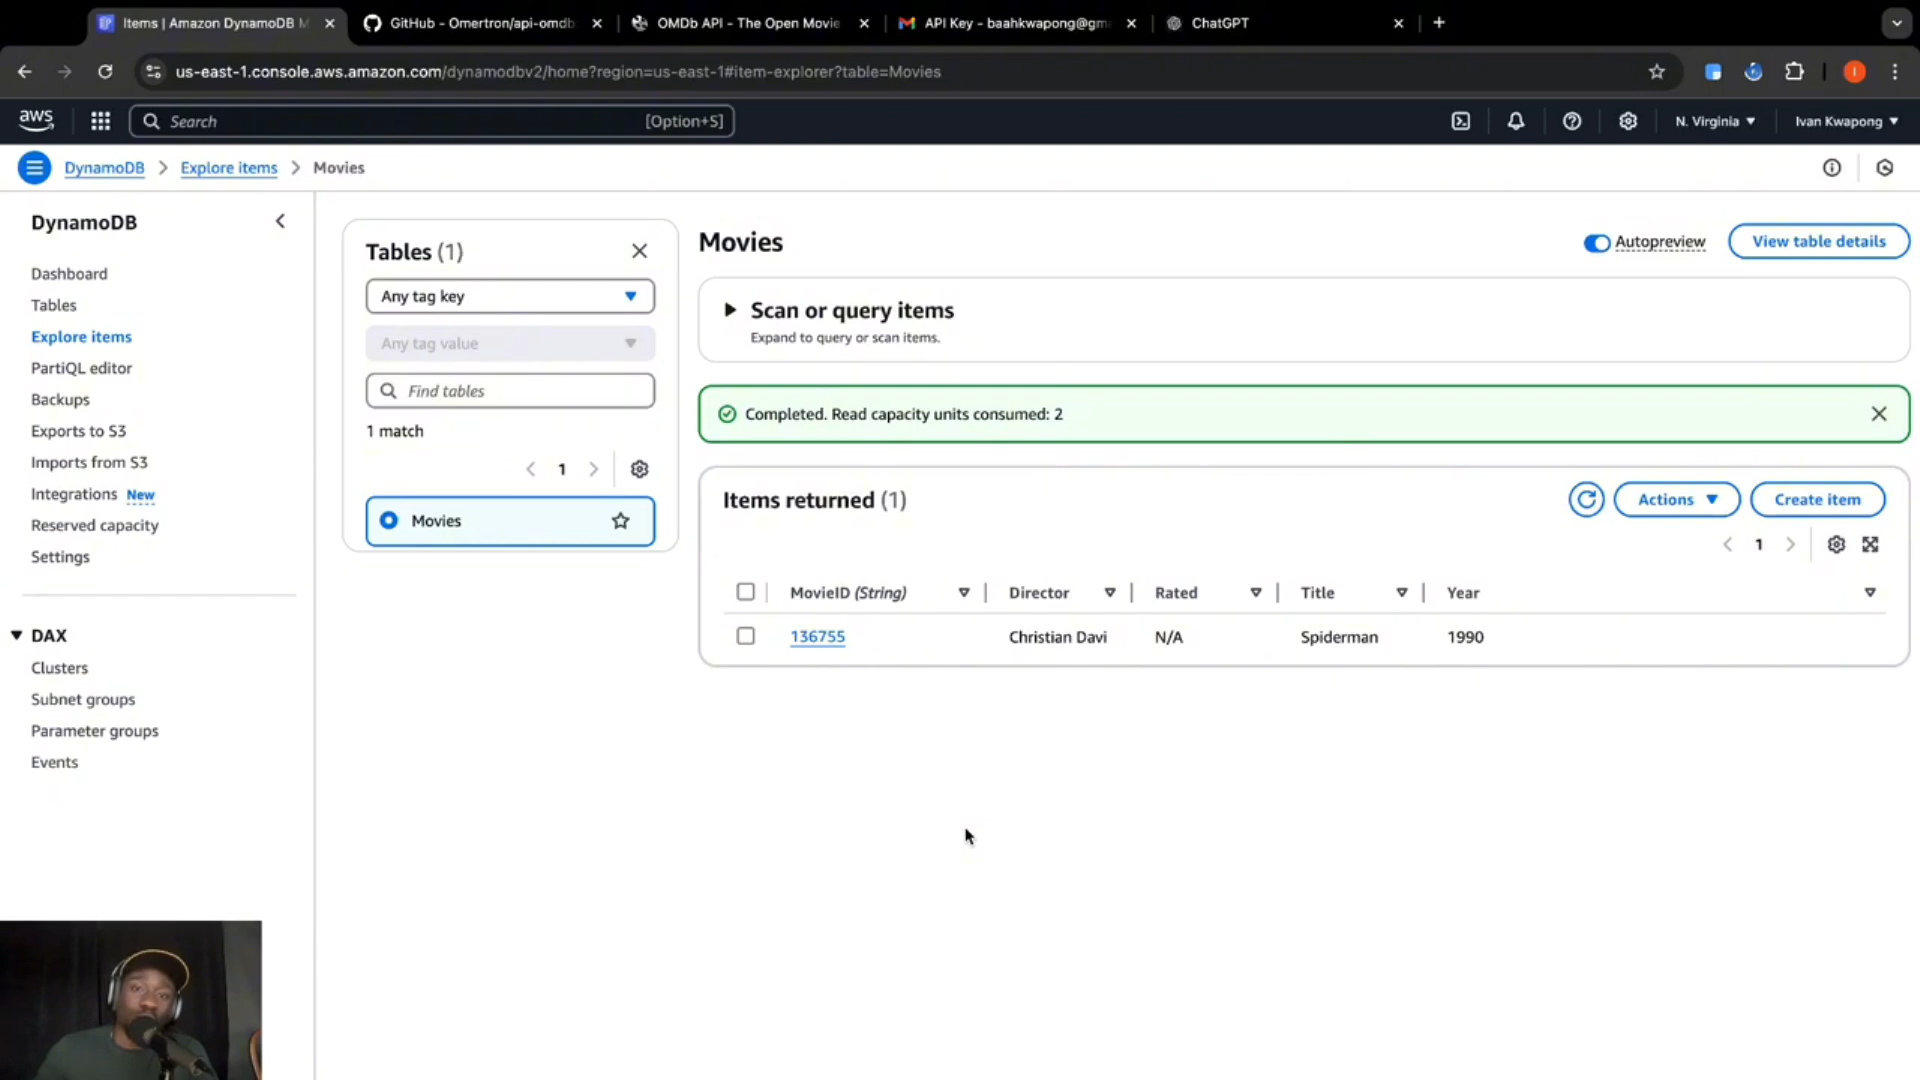 Items | Amazon DynamoDB M
GitHub - Omertron/api-omdb
OMDb API - The Open Movie
API Key - baahkwapong@gm
ChatGPT
us-east-1.console.aws.amazon.com/dynamodbv2/home?region=us-east-1#item-explorer?table=Movies
I
aws
Search
[Option+S]
N. Virginia
Ivan Kwapong
DynamoDB
Explore items
Movies
DynamoDB
Dashboard
Tables
Explore items
PartiQL editor
Backups
Exports to S3
Imports from S3
Integrations New
Reserved capacity
Settings
DAX
Clusters
Subnet groups
Parameter groups
Events
Tables (1)
Any tag key
Any tag value
Find tables
1 match
1
Movies
Movies
Autopreview
View table details
Scan or query items
Expand to query or scan items.
Completed. Read capacity units consumed: 2
Items returned (1)
Actions
Create item
1
MovieID (String) Director Rated Title Year
136755 Christian Davi N/A Spiderman 1990